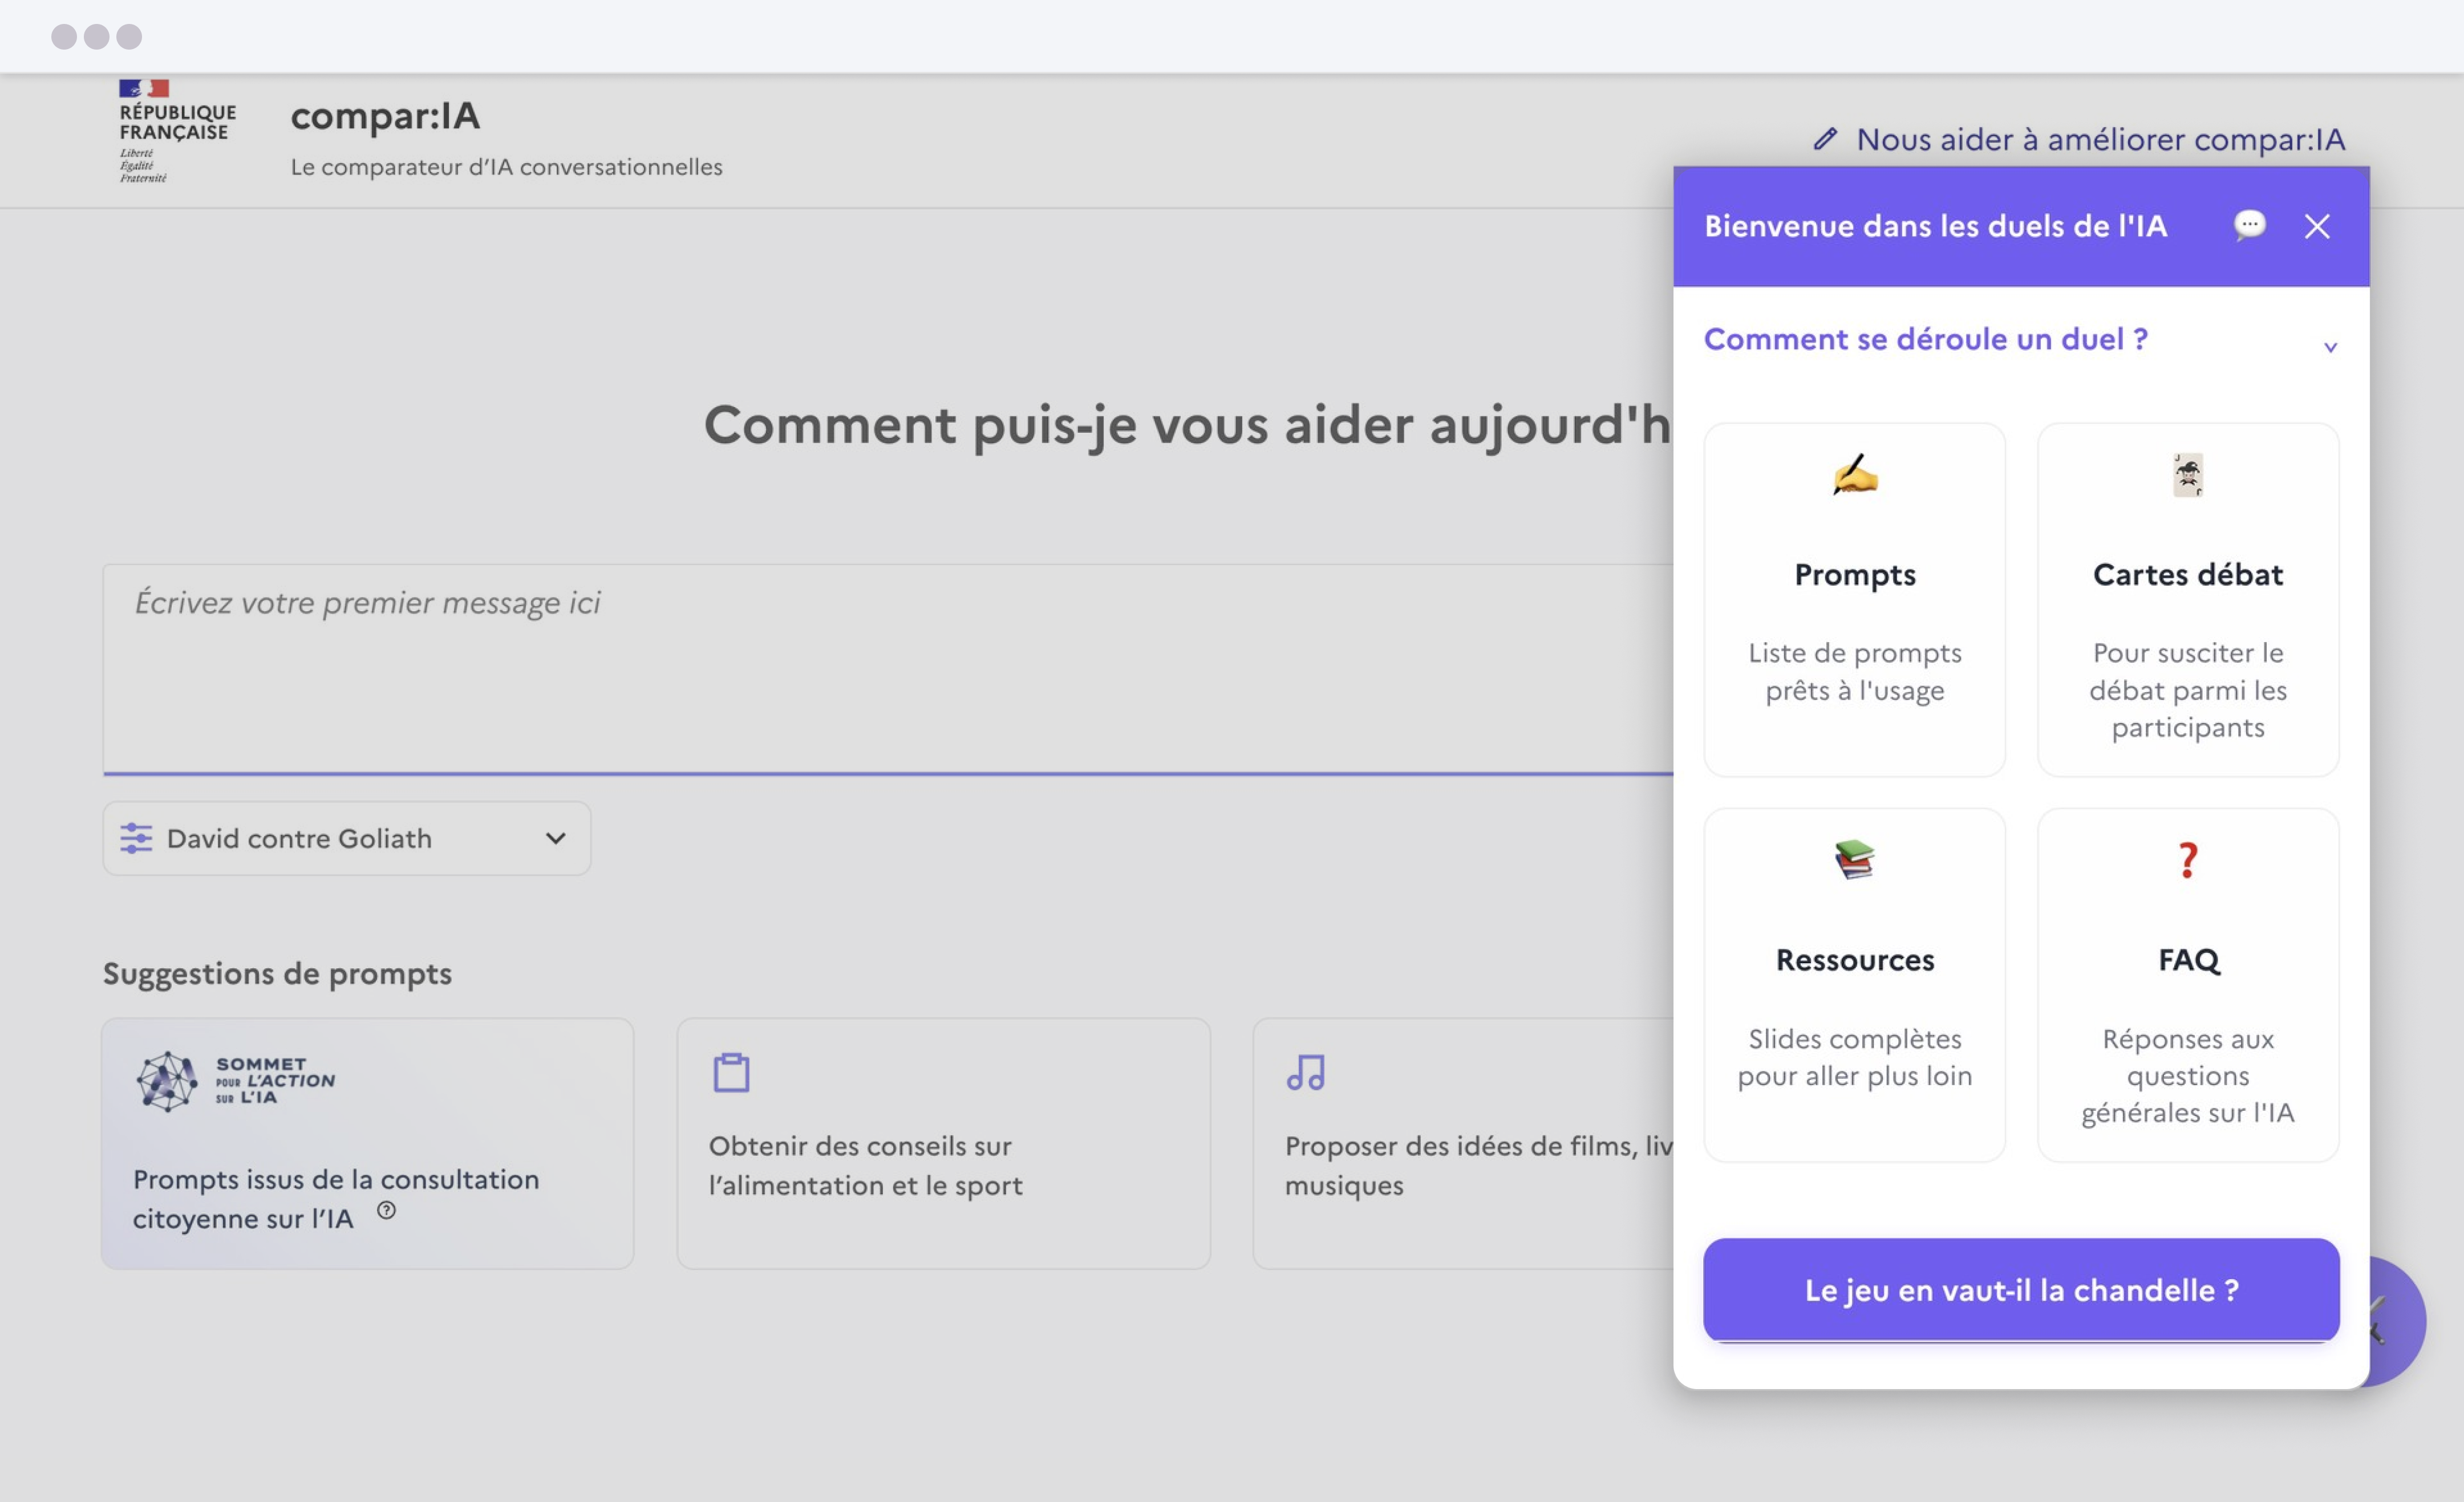 RÉPUBLIQUE
FRANÇAISE
Liberté
Égalité
Fraternité
compar:IA
Le comparateur d’IA conversationnelles
Nous aider à améliorer compar:IA
Comment puis-je vous aider aujourd'h
Écrivez votre premier message ici
David contre Goliath
Suggestions de prompts
SOMMET
POUR L'ACTION
SUR L'IA
Prompts issus de la consultation
citoyenne sur l’IA
Obtenir des conseils sur
l’alimentation et le sport
Proposer des idées de films, liv
musiques
Bienvenue dans les duels de l'IA
Comment se déroule un duel ?
Prompts
Liste de prompts
prêts à l'usage
Cartes débat
Pour susciter le
débat parmi les
participants
Ressources
Slides complètes
pour aller plus loin
FAQ
Réponses aux
questions
générales sur l'IA
Le jeu en vaut-il la chandelle ?